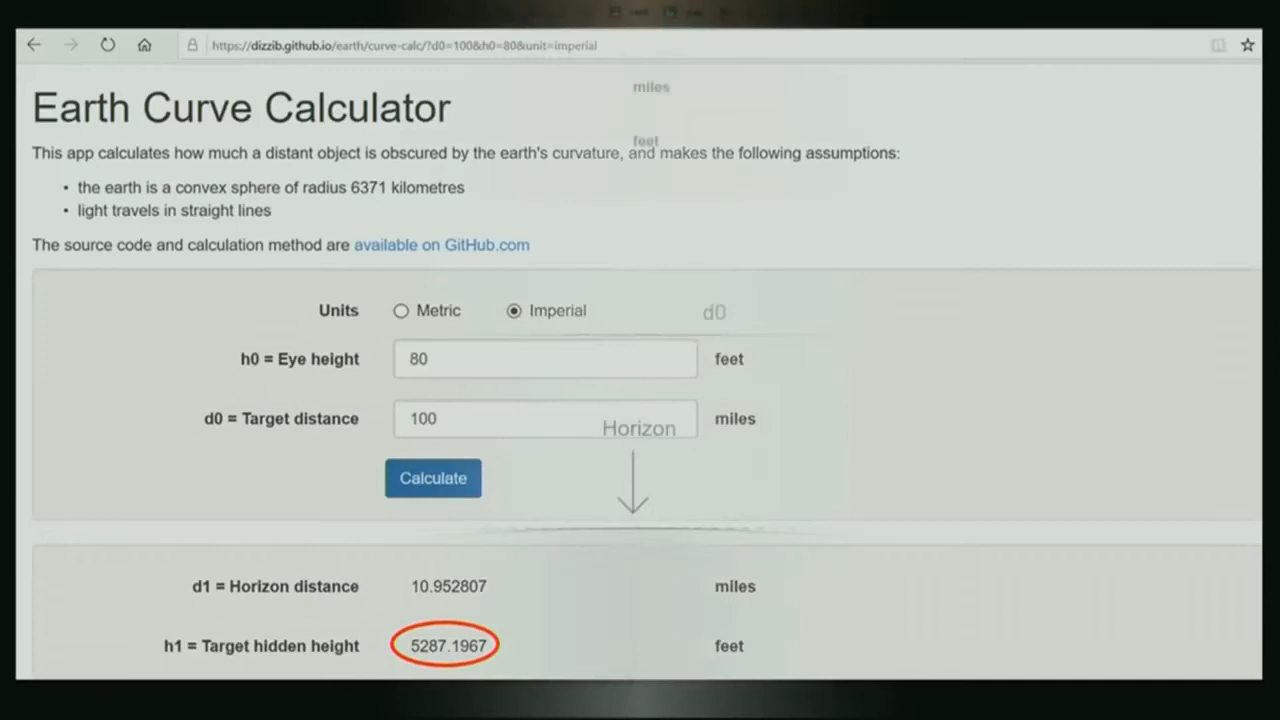 https://dizzib.github.io/earth/curve-calc/?d0=100&h0=80&unit=imperial
miles
Earth Curve Calculator
feet
This app calculates how much a distant object is obscured by the earth's curvature, and makes the following assumptions:
• the earth is a convex sphere of radius 6371 kilometres
• light travels in straight lines
The source code and calculation method are available on GitHub.com
Units Metric Imperial d0
h0 = Eye height 80 feet
d0 = Target distance 100 miles
Horizon
Calculate
d1 = Horizon distance 10.952807 miles
h1 = Target hidden height 5287.1967 feet